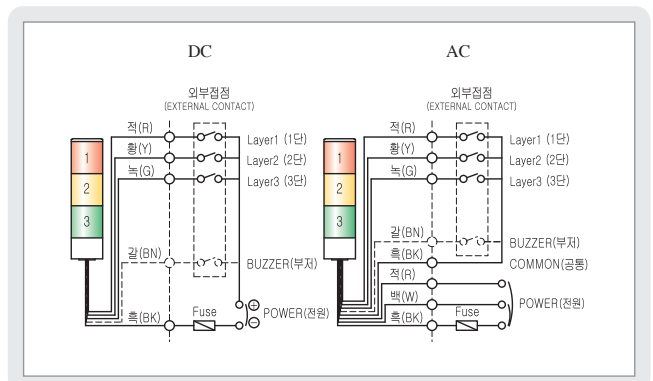 DC
외부접점
(EXTERNAL CONTACT)
적(R)
황(Y)
녹(G)
Layer1 (1단)
Layer2 (2단)
Layer3 (3단)
1
2
3
갈(BN)
BUZZER(부저)
흑(BK)
Fuse
⊕
⊖
POWER(전원)
AC
외부접점
(EXTERNAL CONTACT)
적(R)
황(Y)
녹(G)
Layer1 (1단)
Layer2 (2단)
Layer3 (3단)
1
2
3
갈(BN)
BUZZER(부저)
흑(BK)
COMMON(공통)
적(R)
백(W)
흑(BK)
Fuse
POWER(전원)